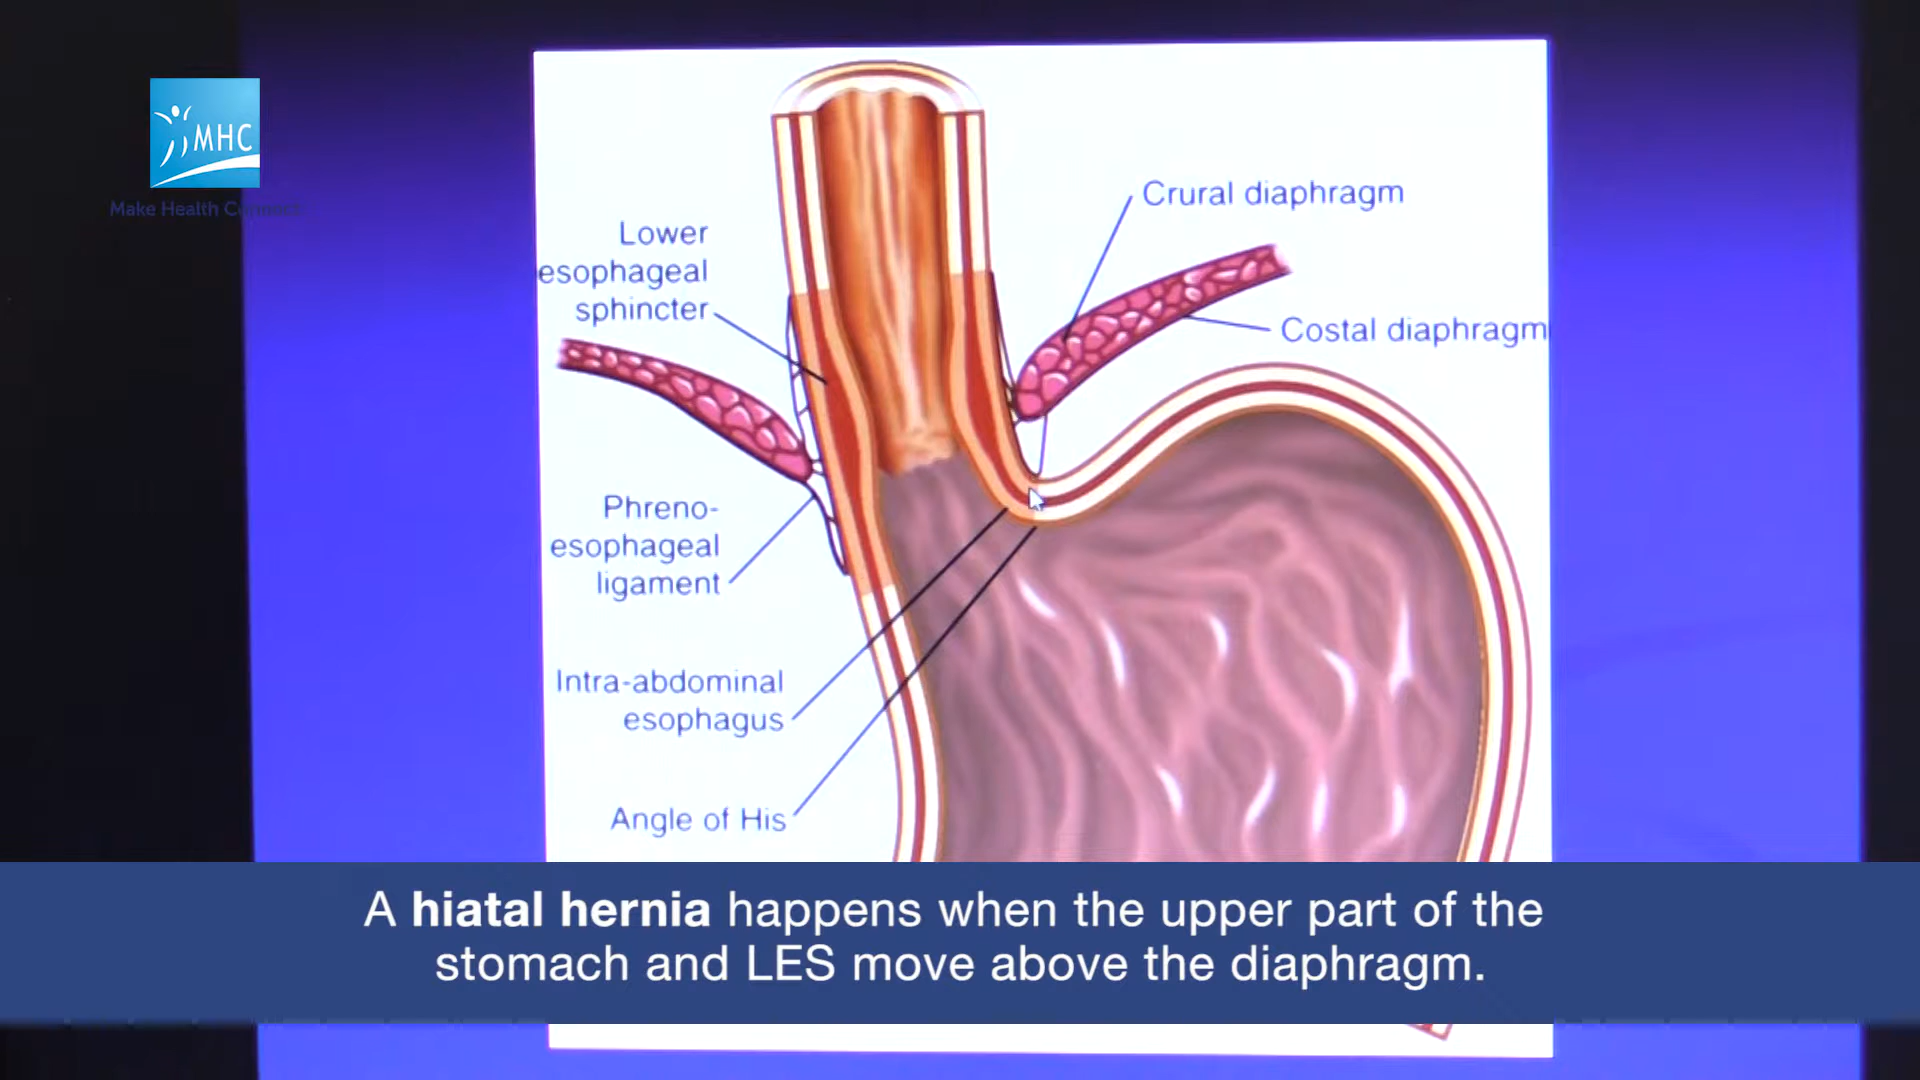 MHC
Make Health Connect
Lower
esophageal
sphincter
Crural diaphragm
Costal diaphragm
Phreno-
esophageal
ligament
Intra-abdominal
esophagus
Angle of His
A hiatal hernia happens when the upper part of the
stomach and LES move above the diaphragm.